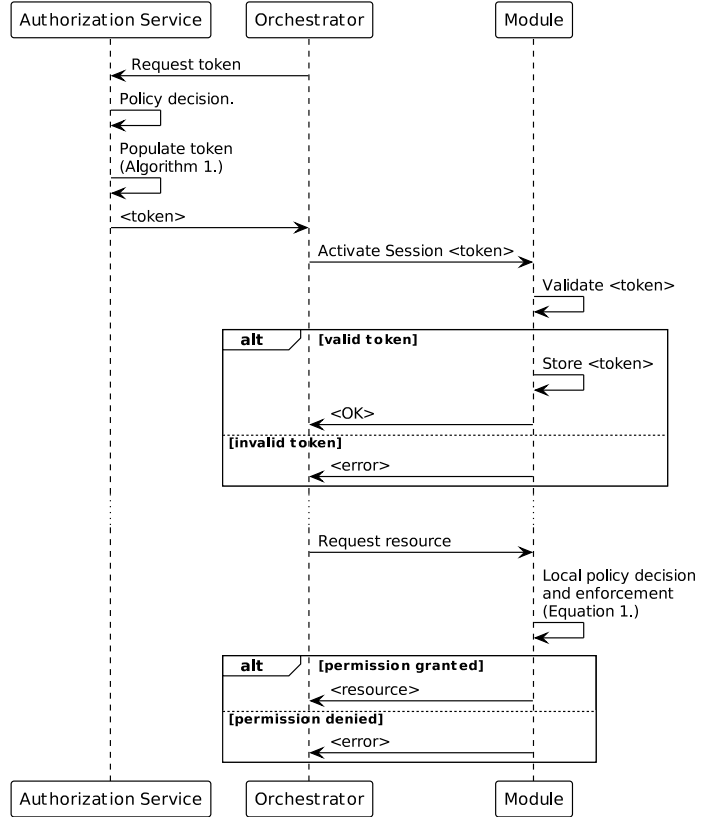 Authorization Service
Orchestrator
Module
Request token
Policy decision.
Populate token
(Algorithm 1.)
<token>
Activate Session <token>
Validate <token>
alt
[valid token]
Store <token>
<OK>
[invalid token]
<error>
Request resource
Local policy decision
and enforcement
(Equation 1.)
alt
[permission granted]
<resource>
[permission denied]
<error>
Authorization Service
Orchestrator
Module